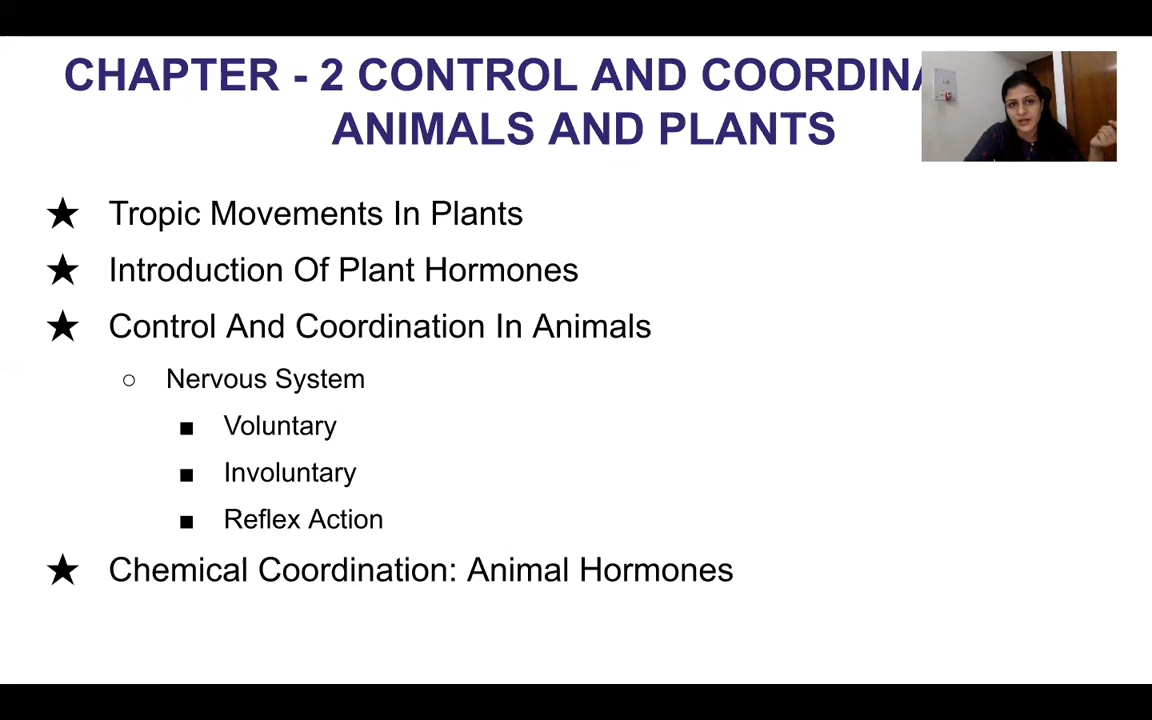 CHAPTER - 2 CONTROL AND
ANIMALS AND PLANTS
★ Tropic Movements In Plants
★ Introduction Of Plant Hormones
★ Control And Coordination In Animals
○ Nervous System
■ Voluntary
■ Involuntary
■ Reflex Action
★ Chemical Coordination: Animal Hormones